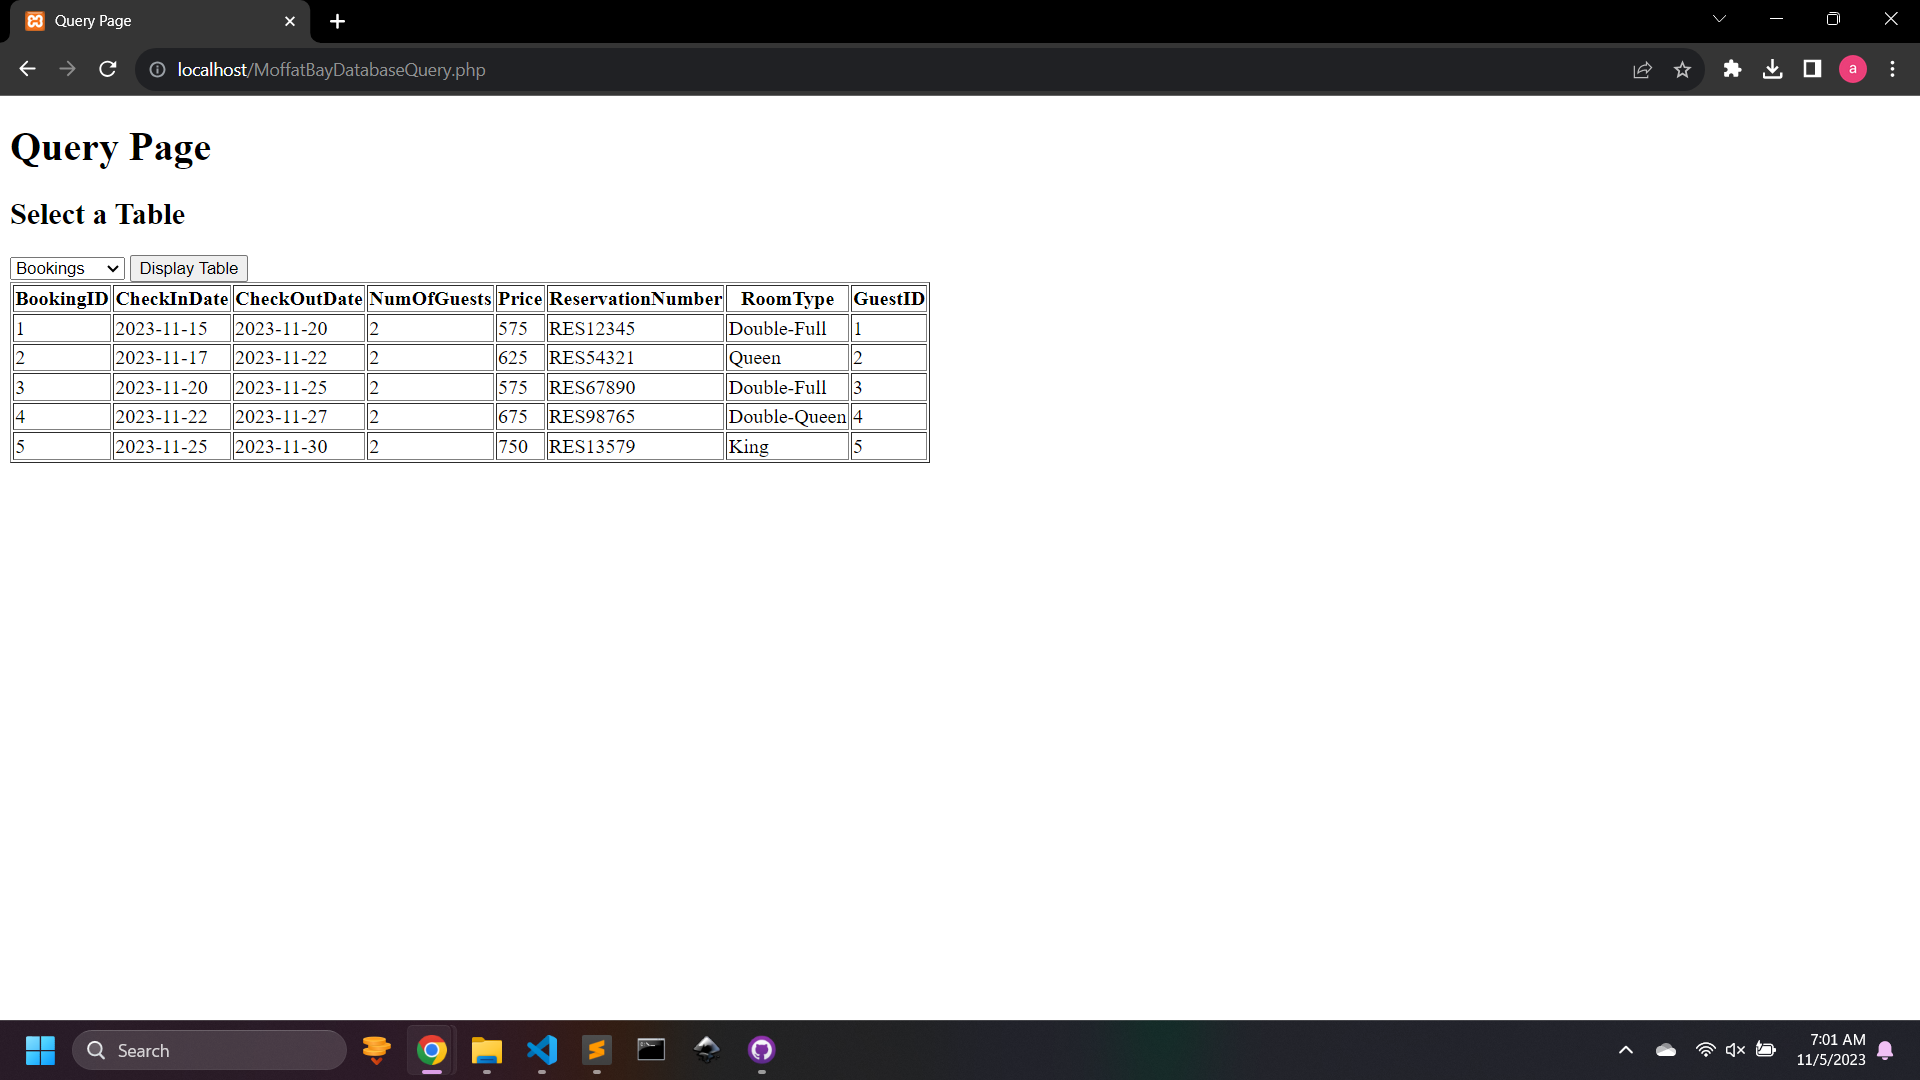 Query Page
localhost/MoffatBayDatabaseQuery.php
a
Query Page
Select a Table
Bookings Display Table
BookingID CheckInDate CheckOutDate NumOfGuests Price ReservationNumber RoomType GuestID
1 2023-11-15 2023-11-20 2 575 RES12345 Double-Full 1
2 2023-11-17 2023-11-22 2 625 RES54321 Queen 2
3 2023-11-20 2023-11-25 2 575 RES67890 Double-Full 3
4 2023-11-22 2023-11-27 2 675 RES98765 Double-Queen 4
5 2023-11-25 2023-11-30 2 750 RES13579 King 5
Search
7:01 AM
11/5/2023